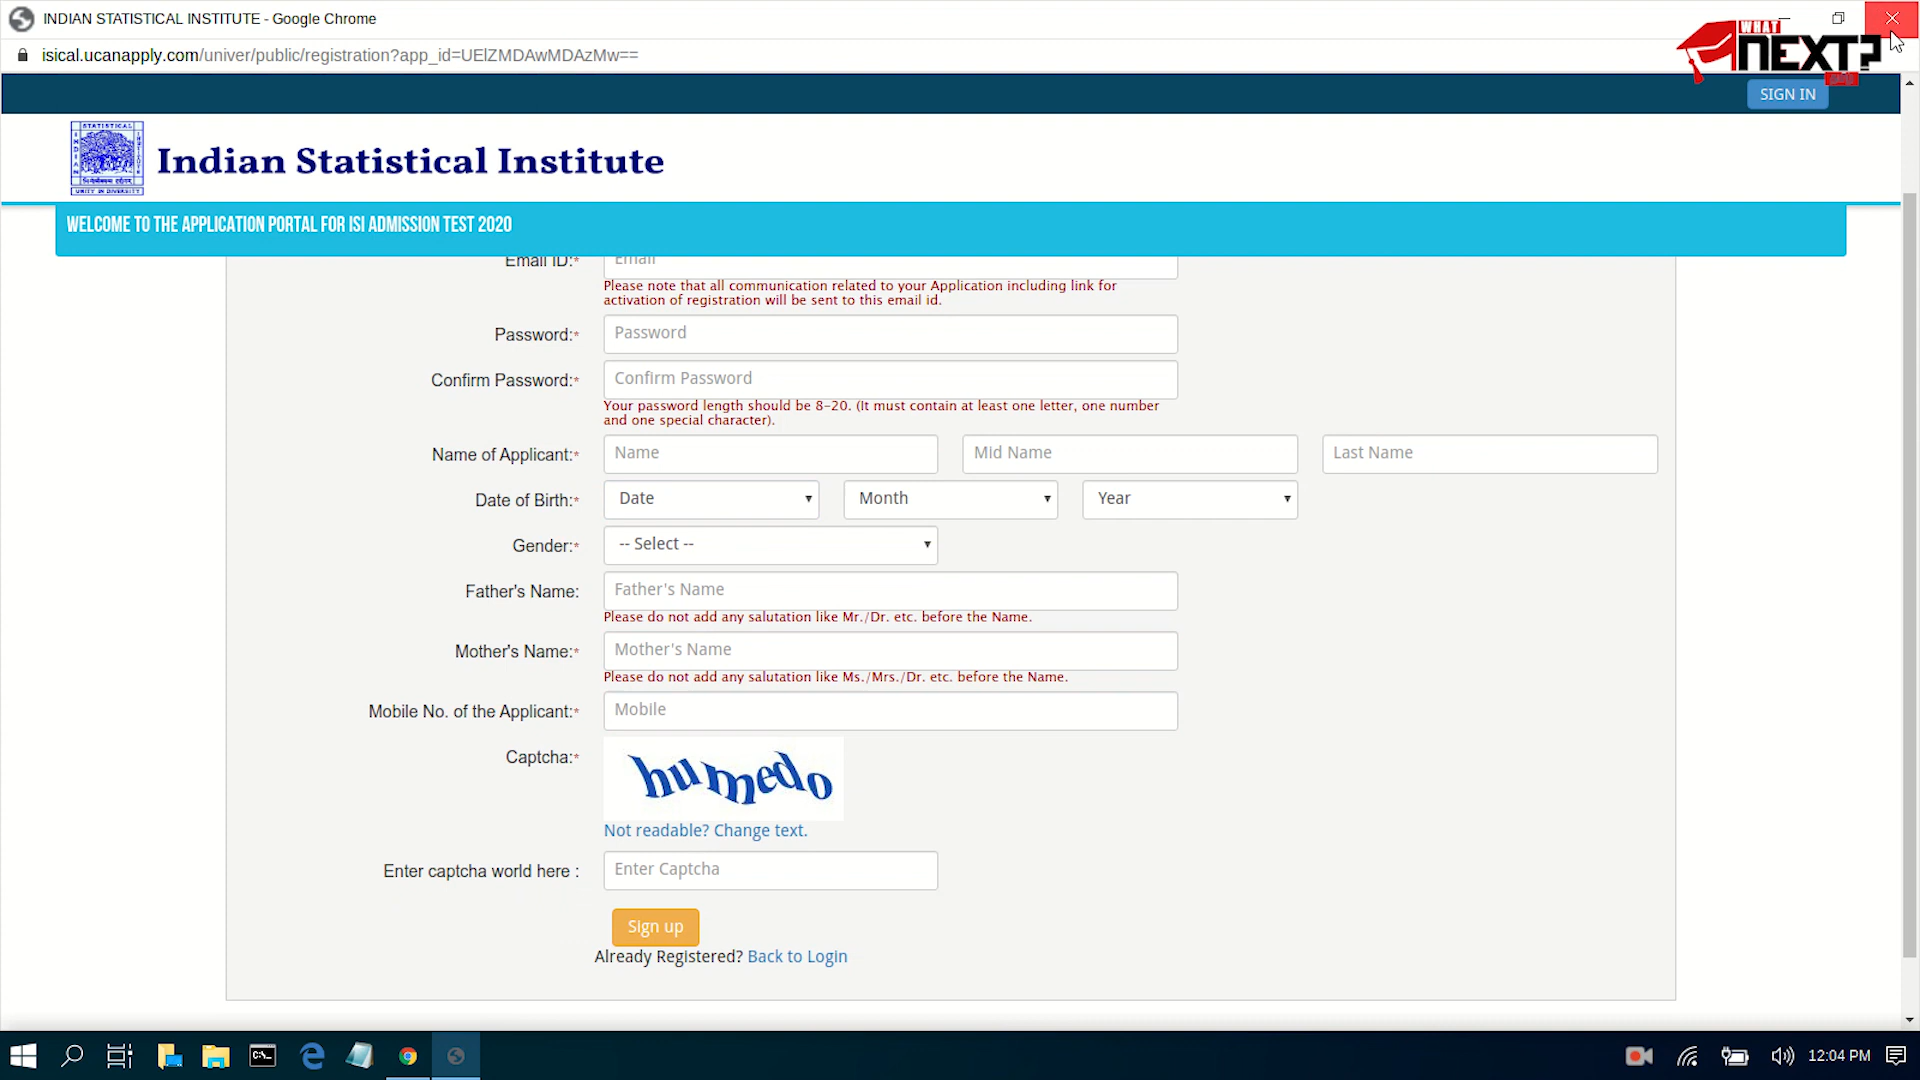 INDIAN STATISTICAL INSTITUTE - Google Chrome
isical.ucanapply.com/univer/public/registration?app_id=UElZMDAwMDAzMw==
WHAT
NEXT?
SIGN IN
Indian Statistical Institute
UNITY IN DIVERSITY
WELCOME TO THE APPLICATION PORTAL FOR ISI ADMISSION TEST 2020
Email ID:* Email
Please note that all communication related to your Application including link for
activation of registration will be sent to this email id.
Password:* Password
Confirm Password:* Confirm Password
Your password length should be 8-20. (It must contain at least one letter, one number
and one special character).
Name of Applicant:* Name Mid Name Last Name
Date of Birth:* Date Month Year
Gender:* -- Select --
Father's Name: Father's Name
Please do not add any salutation like Mr./Dr. etc. before the Name.
Mother's Name:* Mother's Name
Please do not add any salutation like Ms./Mrs./Dr. etc. before the Name.
Mobile No. of the Applicant:* Mobile
Captcha:* humedo
Not readable? Change text.
Enter captcha world here : Enter Captcha
Sign up
Already Registered? Back to Login
12:04 PM